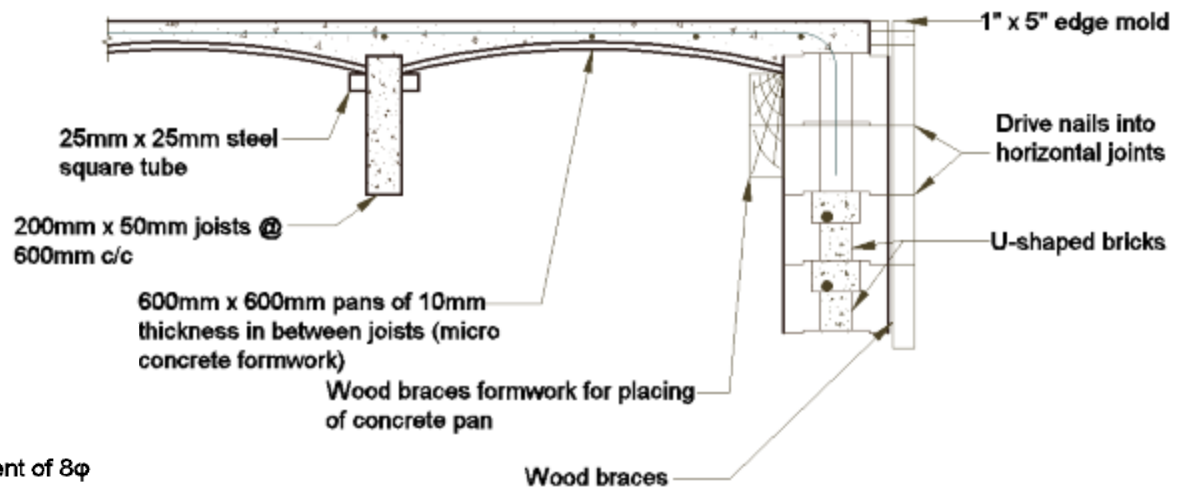 1" x 5" edge mold
25mm x 25mm steel
square tube
Drive nails into
horizontal joints
200mm x 50mm joists @
600mm c/c
U-shaped bricks
600mm x 600mm pans of 10mm
thickness in between joists (micro
concrete formwork)
Wood braces formwork for placing
of concrete pan
ent of 8φ
Wood braces